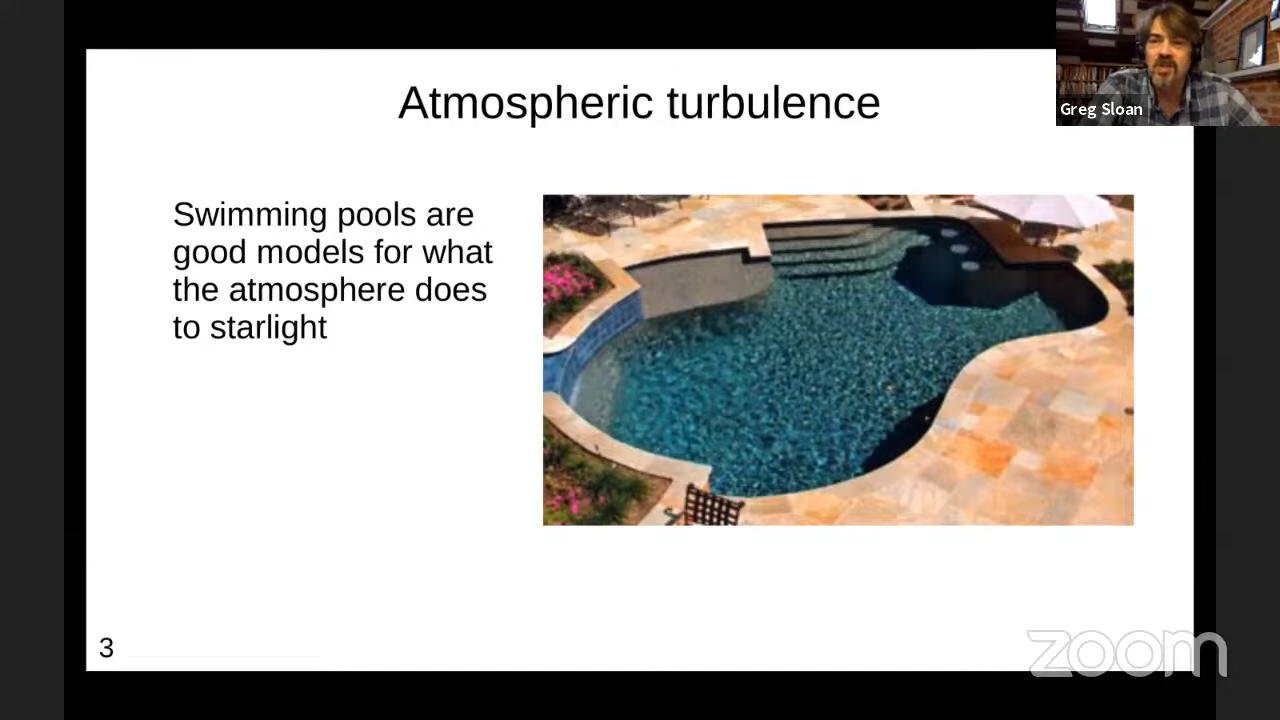 Atmospheric turbulence
Greg Sloan
Swimming pools are
good models for what
the atmosphere does
to starlight
3
zoom